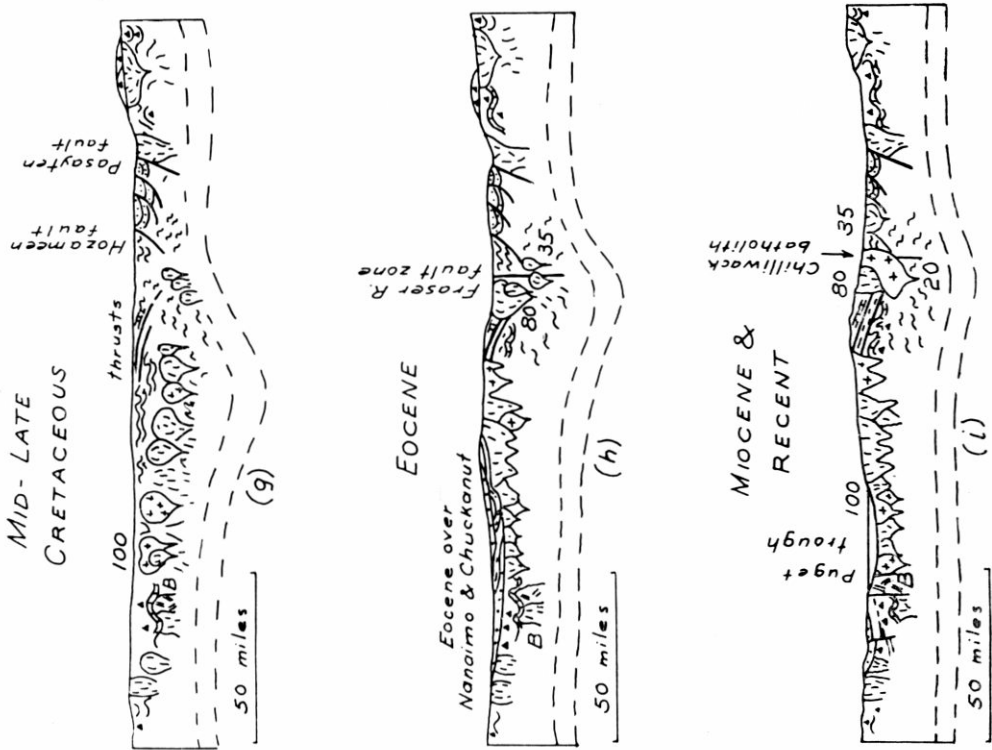 MID-LATE
CRETACEOUS
100
thrusts
Hozameen
fault
Pasayten
fault
B
(g)
50 miles
EOCENE
Eocene over
Nanaimo & Chuckanut
Fraser R.
fault zone
80
35
B
(h)
50 miles
MIOCENE &
RECENT
Puget
trough
100
80
Chilliwack
batholith
35
20
B
(i)
50 miles